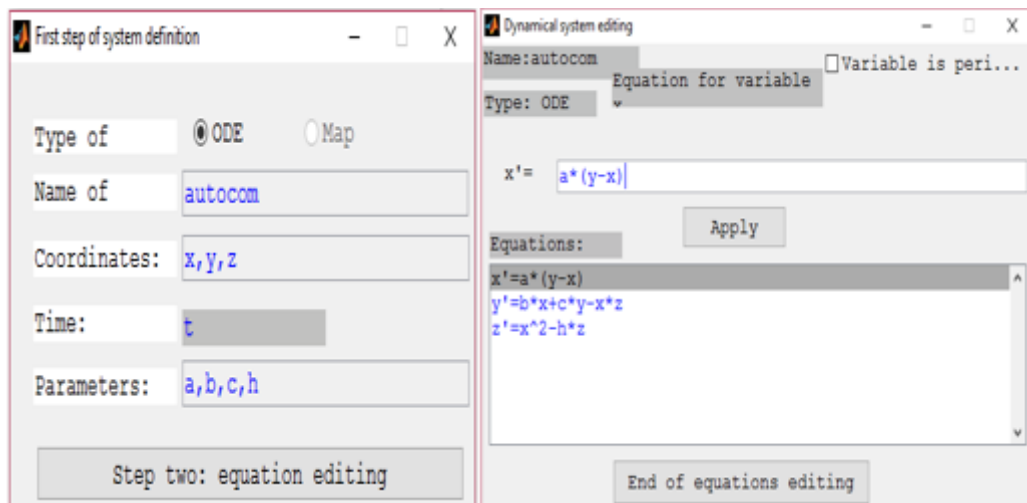 First step of system definition
Type of
ODE
Map
Name of
autocom
Coordinates:
x,y,z
Time:
t
Parameters:
a,b,c,h
Step two: equation editing
Dynamical system editing
Name:autocom
Variable is peri...
Equation for variable
Type: ODE
x'=
a*(y-x)
Apply
Equations:
x'=a*(y-x)
y'=b*x+c*y-x*z
z'=x^2-h*z
End of equations editing